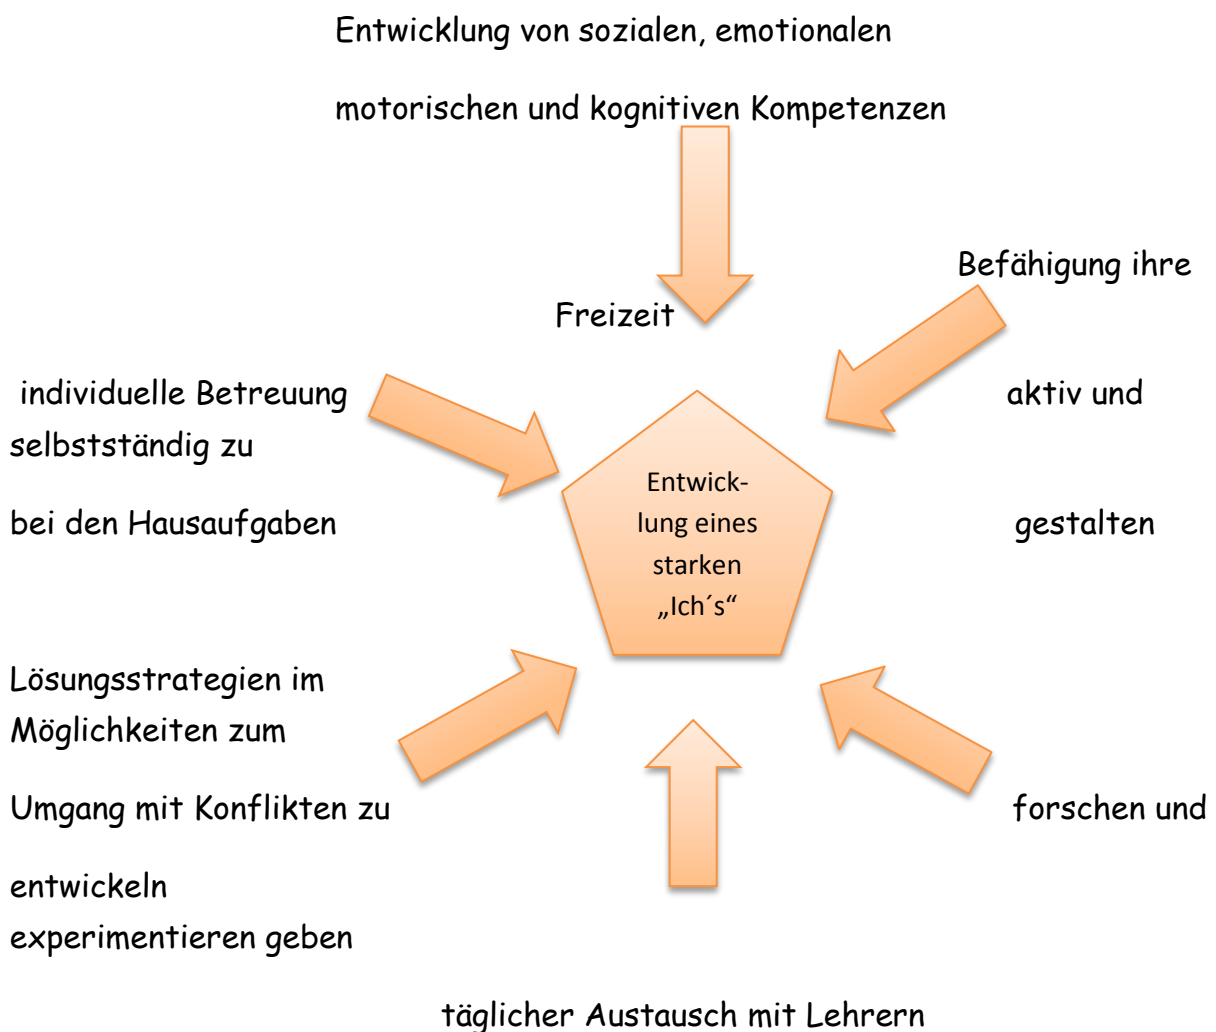 Entwicklung von sozialen, emotionalen
motorischen und kognitiven Kompetenzen
Befähigung ihre
Freizeit
individuelle Betreuung
aktiv und
selbstständig zu
bei den Hausaufgaben
gestalten
Entwick-
lung eines
starken
„Ich´s“
Lösungsstrategien im
Möglichkeiten zum
Umgang mit Konflikten zu
forschen und
entwickeln
experimentieren geben
täglicher Austausch mit Lehrern